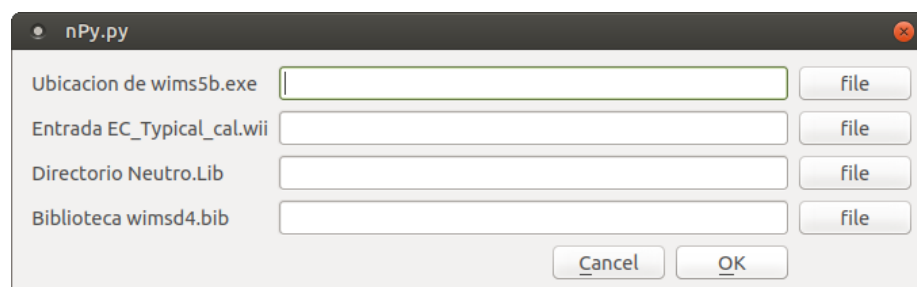 nPy.py
Ubicacion de wims5b.exe file
Entrada EC_Typical_cal.wii file
Directorio Neutro.Lib file
Biblioteca wimsd4.bib file
Cancel OK